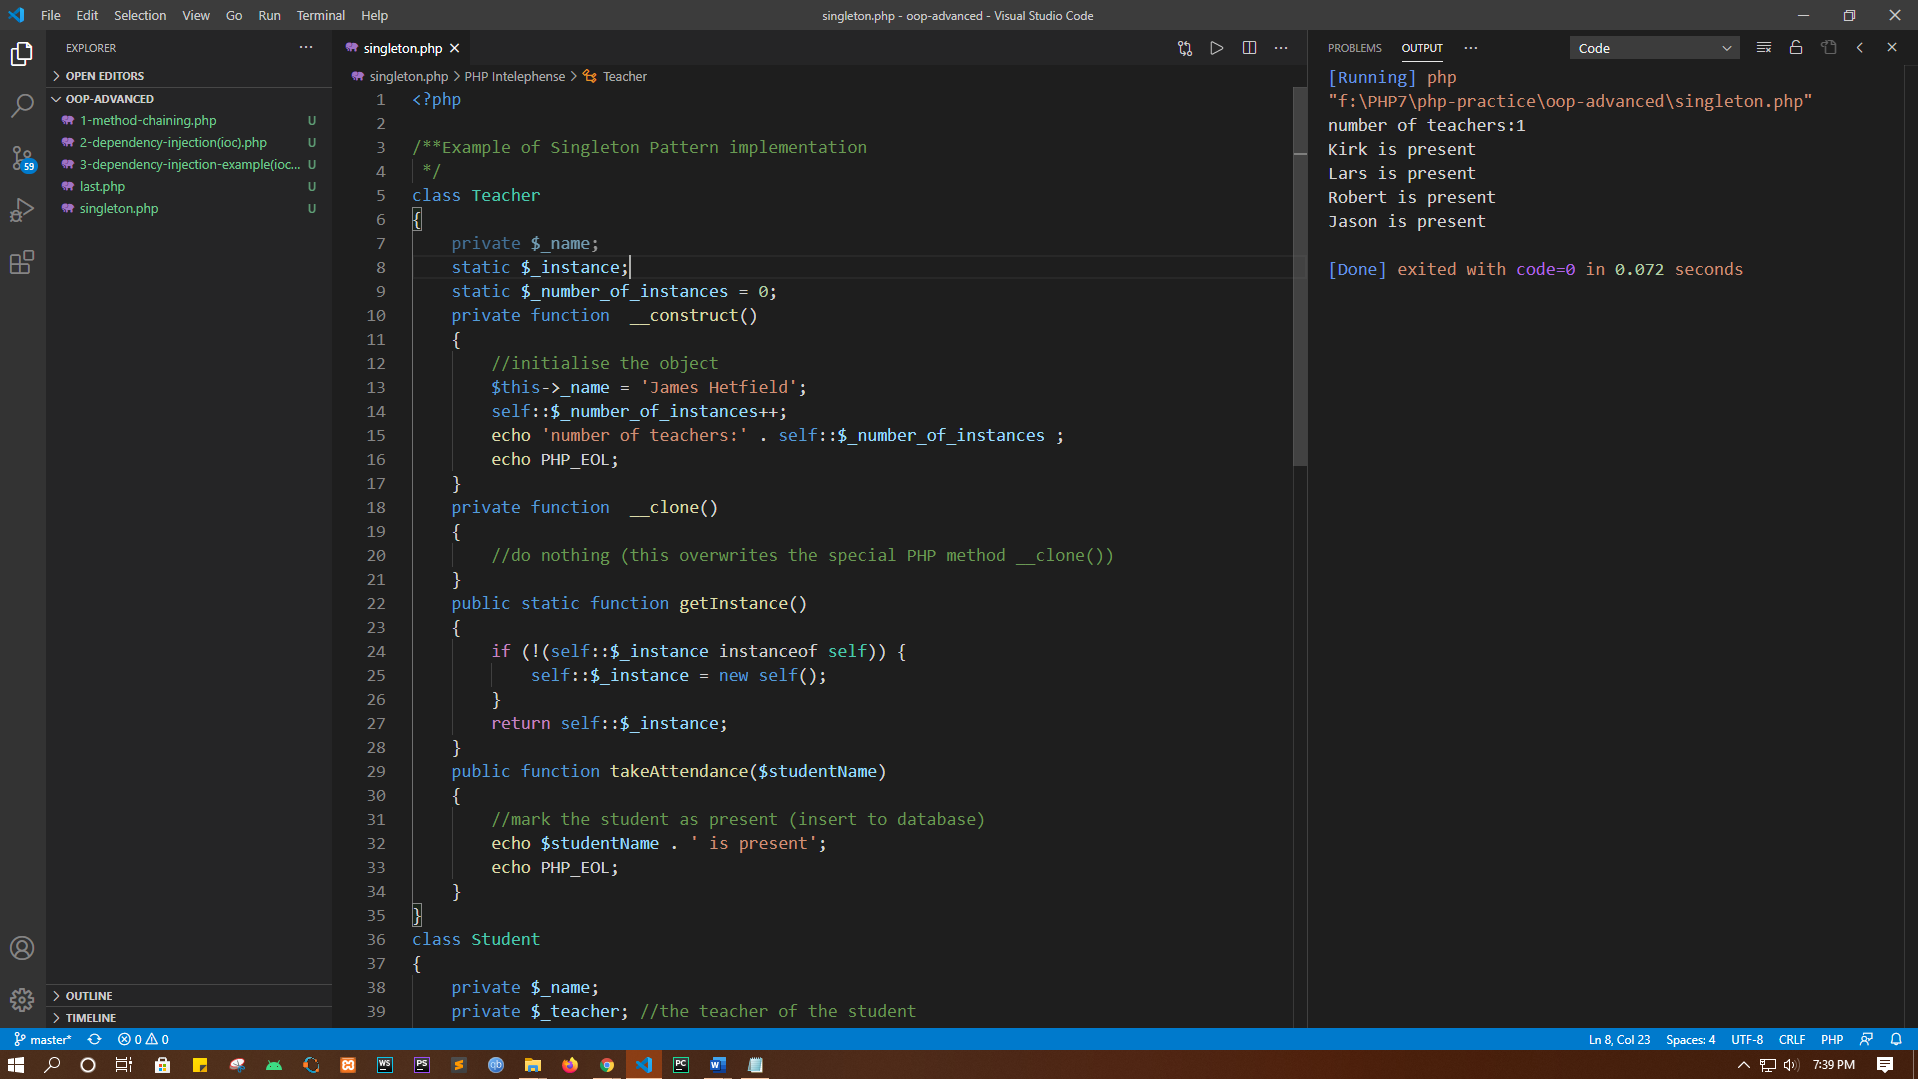 File Edit Selection View Go Run Terminal Help
singleton.php - oop-advanced - Visual Studio Code
EXPLORER
OPEN EDITORS
OOP-ADVANCED
1-method-chaining.php U
2-dependency-injection(ioc).php U
3-dependency-injection-example(ioc... U
last.php U
singleton.php U
59
OUTLINE
TIMELINE
singleton.php
singleton.php > PHP Intelephense > Teacher
1 <?php
2
3 /**Example of Singleton Pattern implementation
4  */
5 class Teacher
6 {
7     private $_name;
8     static $_instance;
9     static $_number_of_instances = 0;
10     private function  __construct()
11     {
12         //initialise the object
13         $this->_name = 'James Hetfield';
14         self::$_number_of_instances++;
15         echo 'number of teachers:' . self::$_number_of_instances ;
16         echo PHP_EOL;
17     }
18     private function  __clone()
19     {
20         //do nothing (this overwrites the special PHP method __clone())
21     }
22     public static function getInstance()
23     {
24         if (!(self::$_instance instanceof self)) {
25             self::$_instance = new self();
26         }
27         return self::$_instance;
28     }
29     public function takeAttendance($studentName)
30     {
31         //mark the student as present (insert to database)
32         echo $studentName . ' is present';
33         echo PHP_EOL;
34     }
35 }
36 class Student
37 {
38     private $_name;
39     private $_teacher; //the teacher of the student
PROBLEMS OUTPUT
Code
[Running] php
"f:\PHP7\php-practice\oop-advanced\singleton.php"
number of teachers:1
Kirk is present
Lars is present
Robert is present
Jason is present
[Done] exited with code=0 in 0.072 seconds
master* 0 0
Ln 8, Col 23 Spaces: 4 UTF-8 CRLF PHP
WS PS qb PC W
7:39 PM